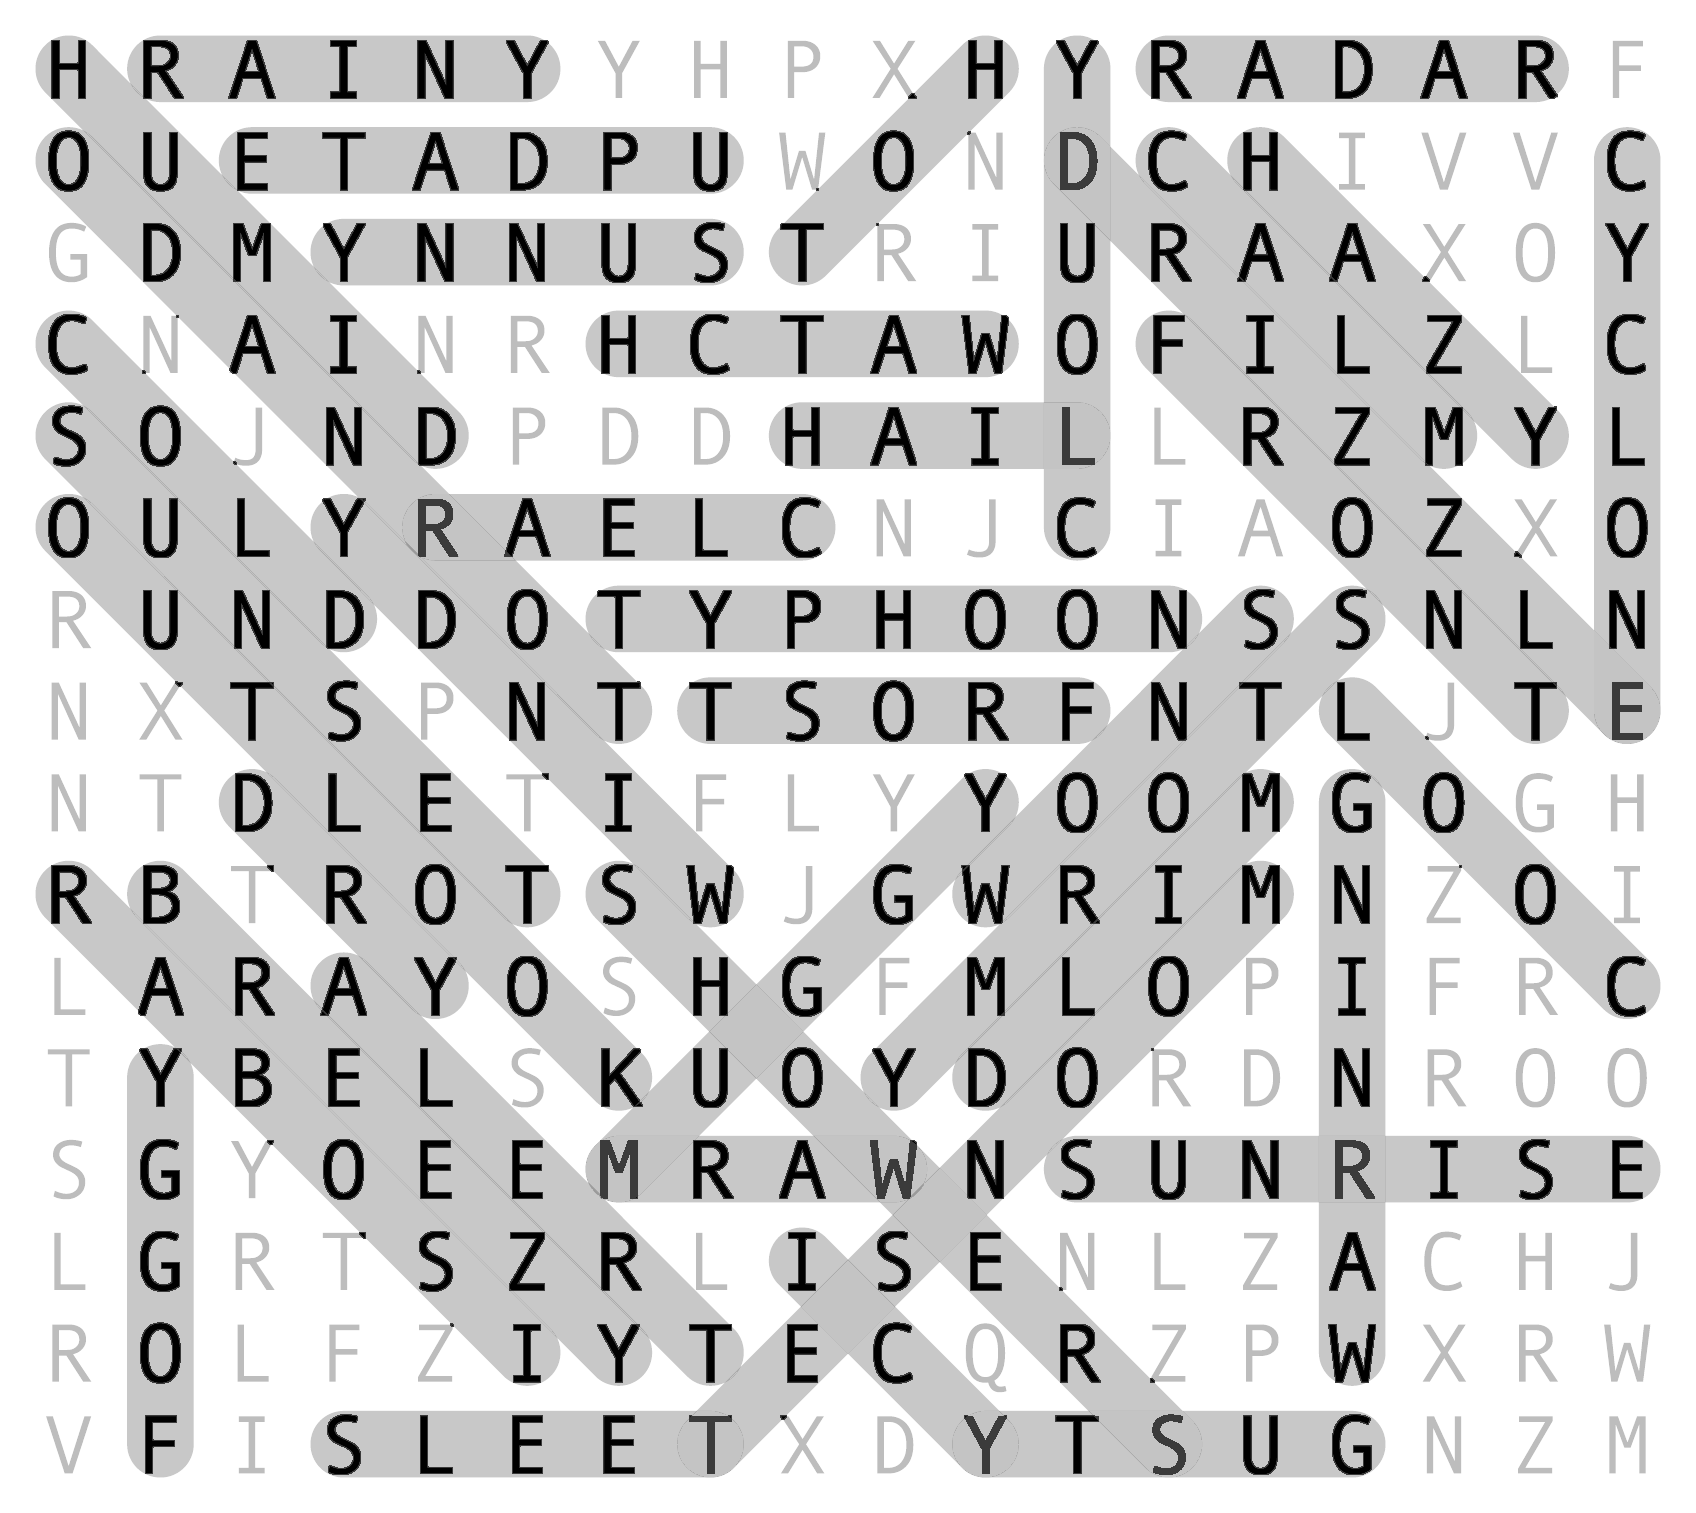 H R A I N Y Y H P X H Y R A D A R F
O U E T A D P U W O N D C H I V V C
G D M Y N N U S T R I U R A A X O Y
C N A I N R H C T A W O F I L Z L C
S O J N D P D D H A I L L R Z M Y L
O U L Y R A E L C N J C I A O Z X O
R U N D D O T Y P H O O N S S N L N
N X T S P N T T S O R F N T L J T E
N T D L E T I F L Y Y O O M G O G H
R B T R O T S W J G W R I M N Z O I
L A R A Y O S H G F M L O P I F R C
T Y B E L S K U O Y D O R D N R O O
S G Y O E E M R A W N S U N R I S E
L G R T S Z R L I S E N L Z A C H J
R O L F Z I Y T E C Q R Z P W X R W
V F I S L E E T X D Y T S U G N Z M